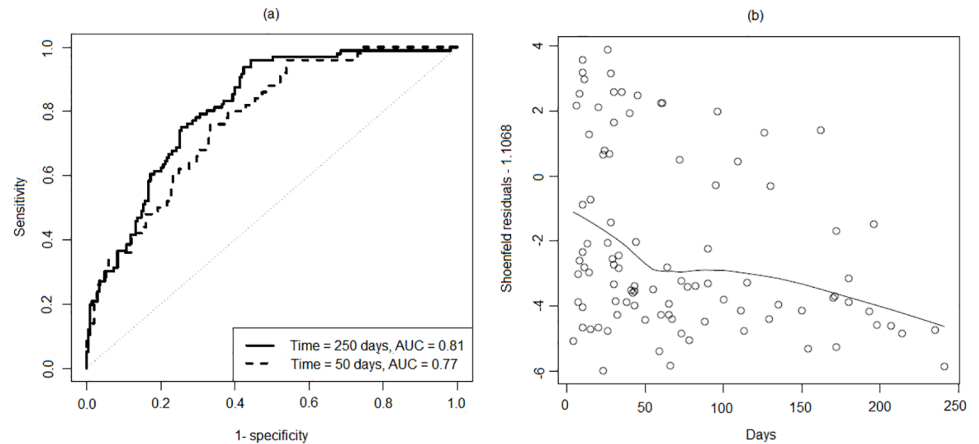 (a)
Sensitivity
1.0
0.8
0.6
0.4
0.2
0.0
Time = 250 days, AUC = 0.81
Time = 50 days, AUC = 0.77
0.0 0.2 0.4 0.6 0.8 1.0
1- specificity
(b)
Shoenfeld residuals - 1.1068
4
2
0
-2
-4
-6
0 50 100 150 200 250
Days